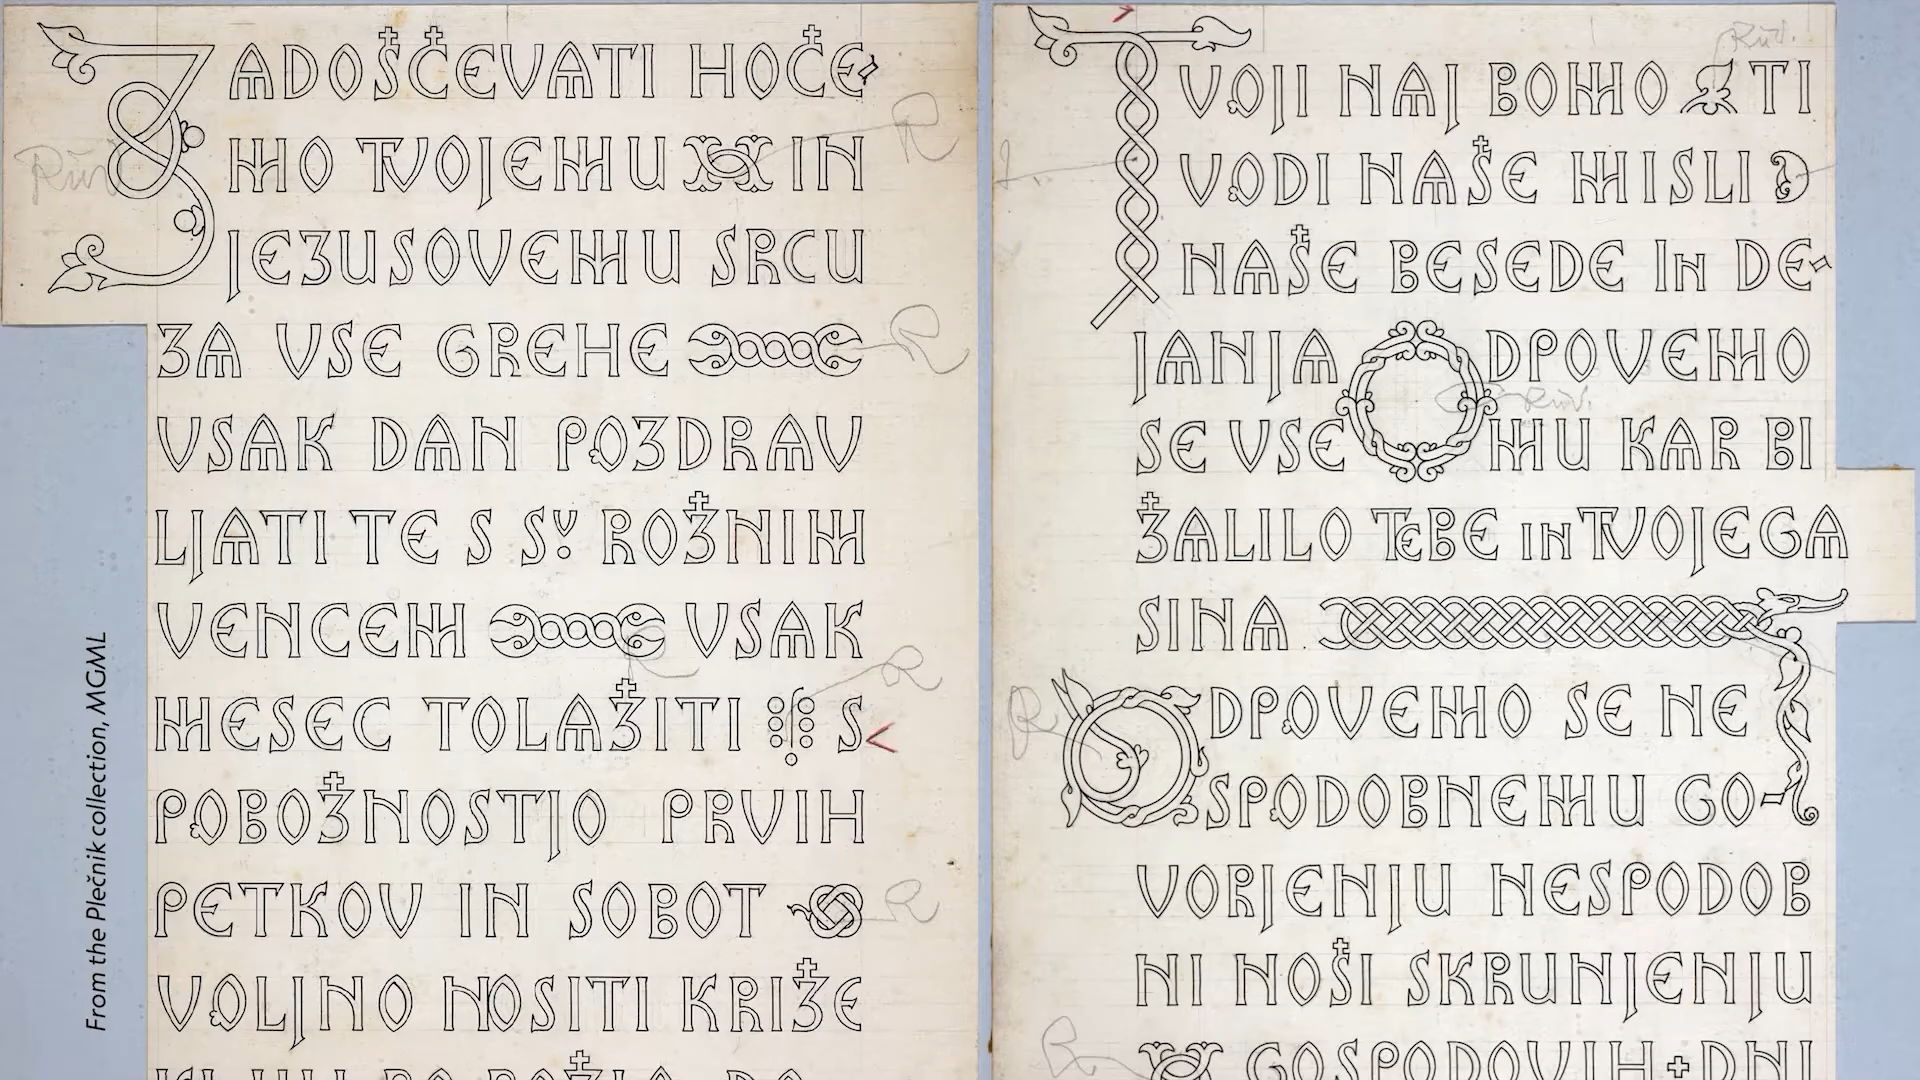 ZADOŠČEVATI HOČE-
MO TVOJEMU IN
JEZUSOVEMU SRCU
ZA VSE GREHE
VSAK DAN POZDRAV
LJATI TE S SV: ROŽNIM
VENCEM VSAK
MESEC TOLAŽITI S
POBOŽNOSTJO PRVIH
PETKOV IN SOBOT
VOLJNO NOSITI KRIŽE
TVOJI NAJ BOMO TI
VODI NAŠE MISLI
NAŠE BESEDE IN DE-
JANJA ODPOVEMO
SE VSEMU KAR BI
ŽALILO TEBE IN TVOJEGA
SINA
ODPOVEMO SE NE
SPODOBNEMU GO-
VORJENJU NESPODOB
NI NOŠI SKRUNJENJU
GOSPODOVIH DNI
From the Plečnik collection, MGML